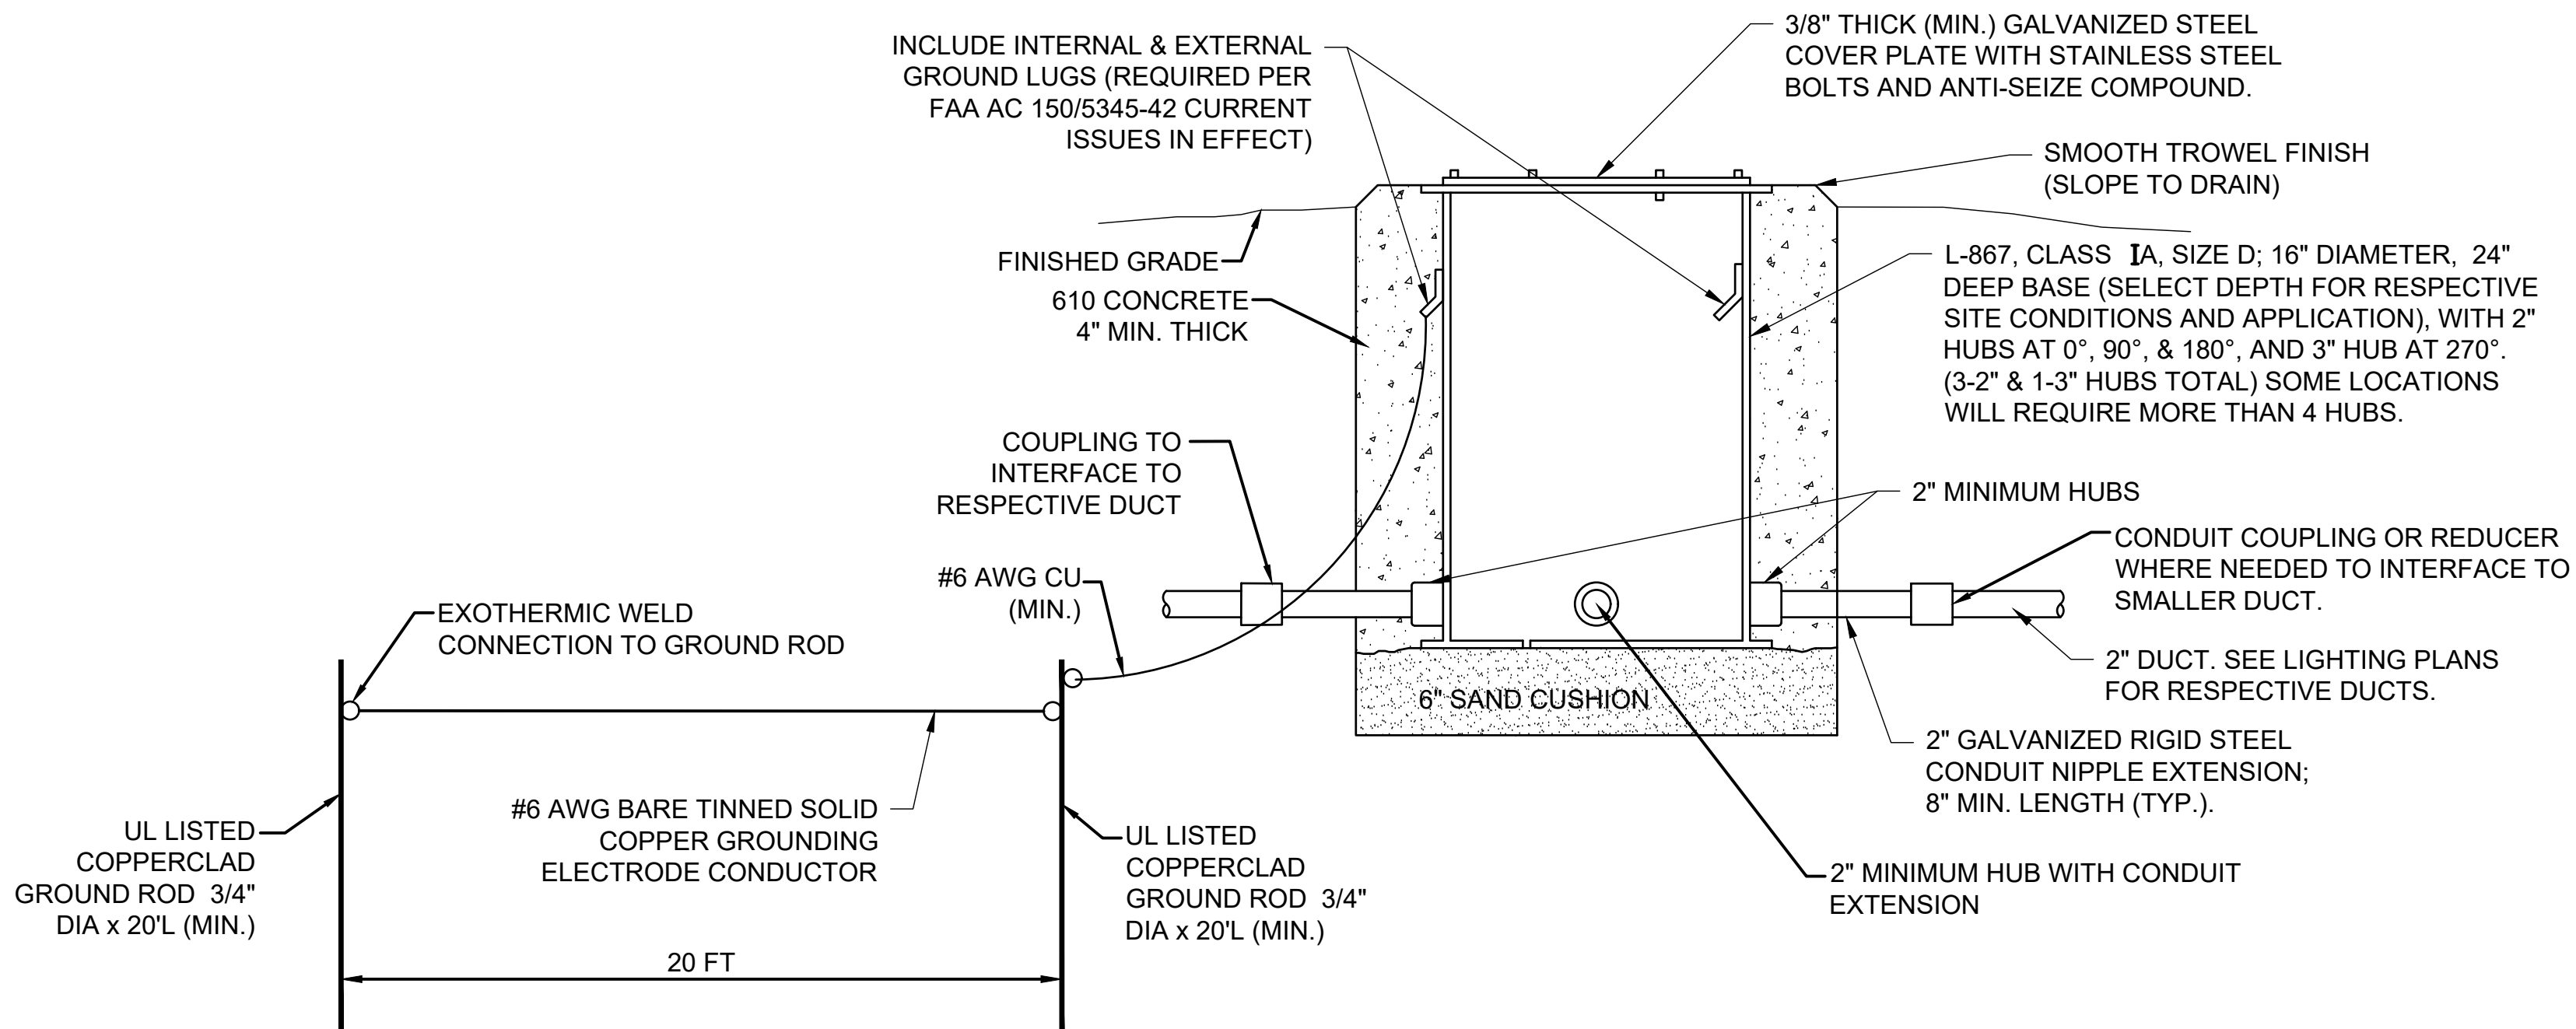 INCLUDE INTERNAL & EXTERNAL
GROUND LUGS (REQUIRED PER
FAA AC 150/5345-42 CURRENT
ISSUES IN EFFECT)
3/8" THICK (MIN.) GALVANIZED STEEL
COVER PLATE WITH STAINLESS STEEL
BOLTS AND ANTI-SEIZE COMPOUND.
SMOOTH TROWEL FINISH
(SLOPE TO DRAIN)
FINISHED GRADE
610 CONCRETE
4" MIN. THICK
L-867, CLASS IA, SIZE D; 16" DIAMETER, 24"
DEEP BASE (SELECT DEPTH FOR RESPECTIVE
SITE CONDITIONS AND APPLICATION), WITH 2"
HUBS AT 0°, 90°, & 180°, AND 3" HUB AT 270°.
(3-2" & 1-3" HUBS TOTAL) SOME LOCATIONS
WILL REQUIRE MORE THAN 4 HUBS.
COUPLING TO
INTERFACE TO
RESPECTIVE DUCT
2" MINIMUM HUBS
CONDUIT COUPLING OR REDUCER
WHERE NEEDED TO INTERFACE TO
SMALLER DUCT.
#6 AWG CU
(MIN.)
EXOTHERMIC WELD
CONNECTION TO GROUND ROD
2" DUCT. SEE LIGHTING PLANS
FOR RESPECTIVE DUCTS.
6" SAND CUSHION
2" GALVANIZED RIGID STEEL
CONDUIT NIPPLE EXTENSION;
8" MIN. LENGTH (TYP.).
#6 AWG BARE TINNED SOLID
COPPER GROUNDING
ELECTRODE CONDUCTOR
UL LISTED
COPPERCLAD
GROUND ROD 3/4"
DIA x 20'L (MIN.)
UL LISTED
COPPERCLAD
GROUND ROD 3/4"
DIA x 20'L (MIN.)
2" MINIMUM HUB WITH CONDUIT
EXTENSION
20 FT